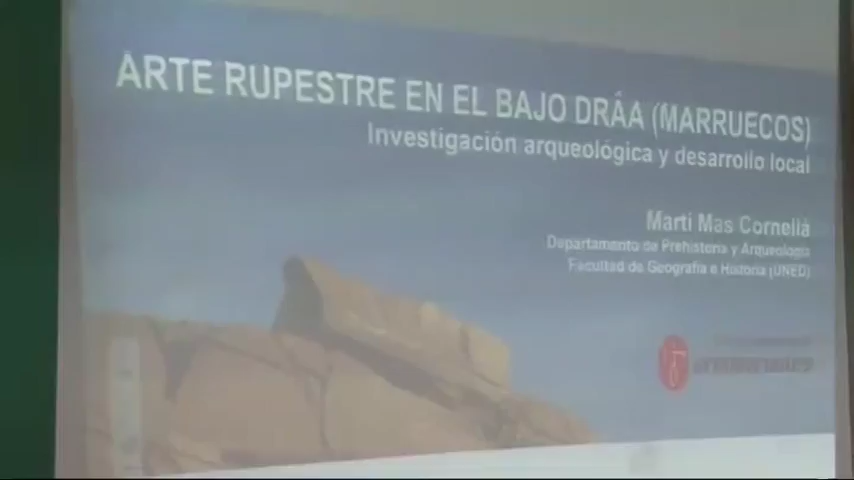 ARTE RUPESTRE EN EL BAJO DRÁA (MARRUECOS)
Investigación arqueológica y desarrollo local
Martí Mas Cornellà
Departamento de Prehistoria y Arqueología
Facultad de Geografía e Historia (UNED)